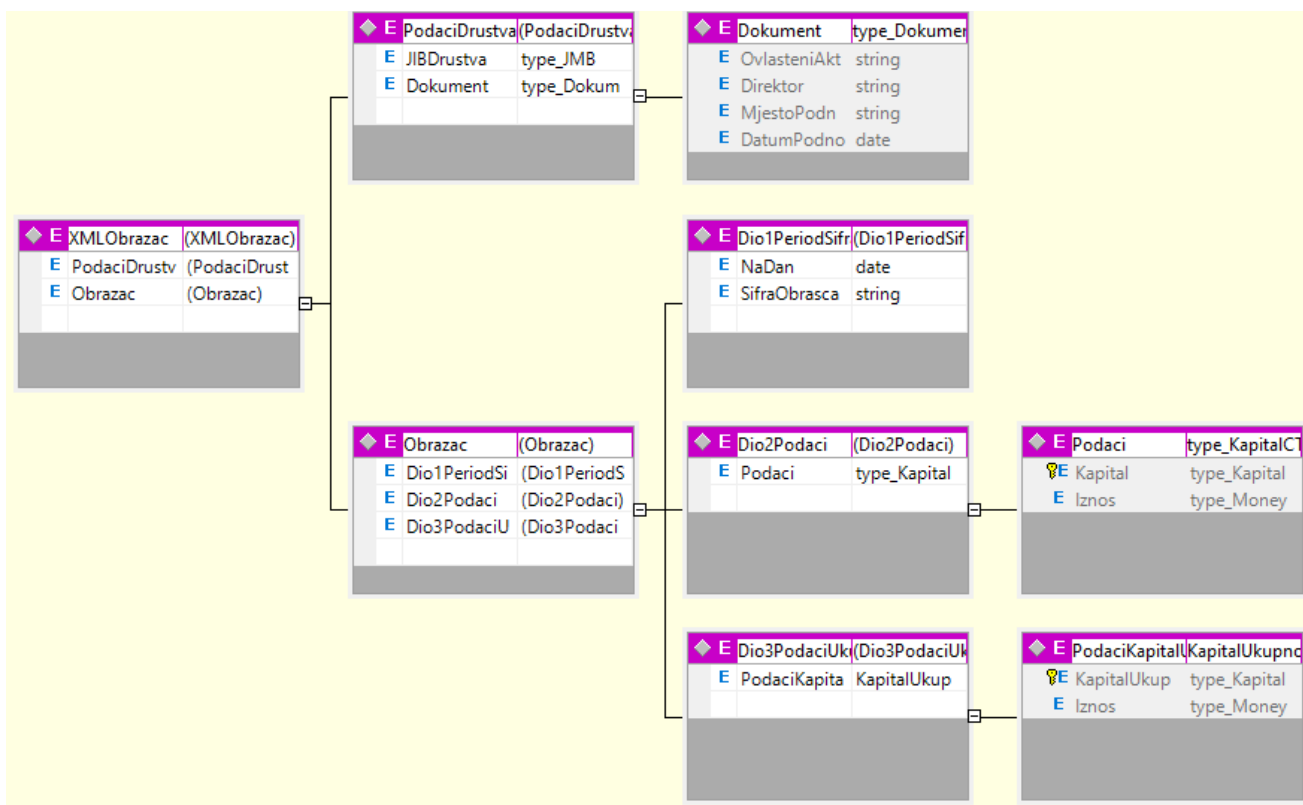 E PodaciDrustva (PodaciDrustva
E JIBDrustva type_JMB
E Dokument type_Dokum
E Dokument type_Dokumen
E OvlasteniAkt string
E Direktor string
E MjestoPodn string
E DatumPodno date
E XMLObrazac (XMLObrazac)
E PodaciDrustv (PodaciDrust
E Obrazac (Obrazac)
E Dio1PeriodSifr (Dio1PeriodSif
E NaDan date
E SifraObrasca string
E Obrazac (Obrazac)
E Dio1PeriodSi (Dio1PeriodS
E Dio2Podaci (Dio2Podaci)
E Dio3PodaciU (Dio3Podaci
E Dio2Podaci (Dio2Podaci)
E Podaci type_Kapital
E Podaci type_KapitalCT
E Kapital type_Kapital
E Iznos type_Money
E Dio3PodaciUku (Dio3PodaciUk
E PodaciKapita KapitalUkup
E PodaciKapitalU KapitalUkupno
E KapitalUkup type_Kapital
E Iznos type_Money